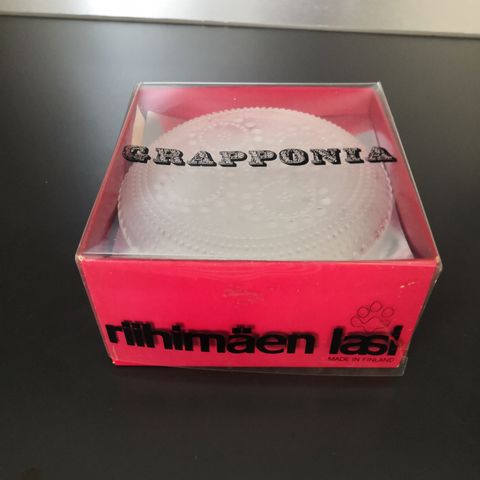 GRAPPONIA
riihimäen lasi
MADE IN FINLAND